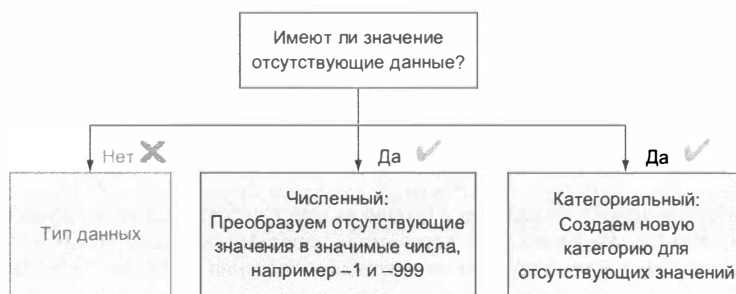 Имеют ли значение
отсутствующие данные?
Нет
Да
Да
Тип данных
Численный:
Преобразуем отсутствующие
значения в значимые числа,
например –1 и –999
Категориальный:
Создаем новую
категорию для
отсутствующих значений